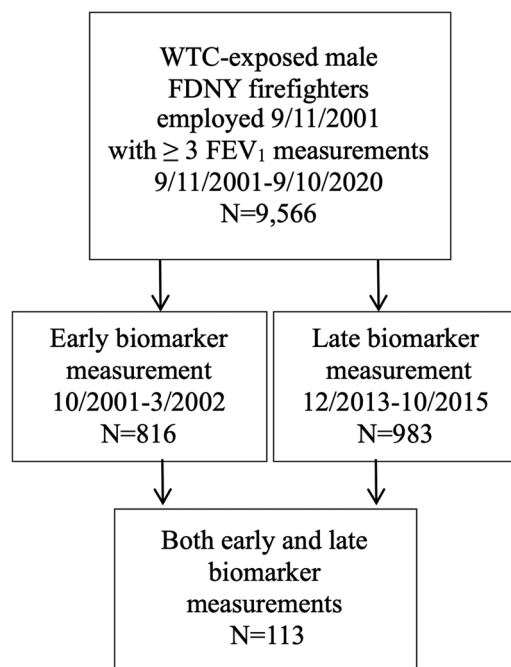 WTC-exposed male
FDNY firefighters
employed 9/11/2001
with ≥ 3 FEV₁ measurements
9/11/2001-9/10/2020
N=9,566
Early biomarker
measurement
10/2001-3/2002
N=816
Late biomarker
measurement
12/2013-10/2015
N=983
Both early and late
biomarker
measurements
N=113